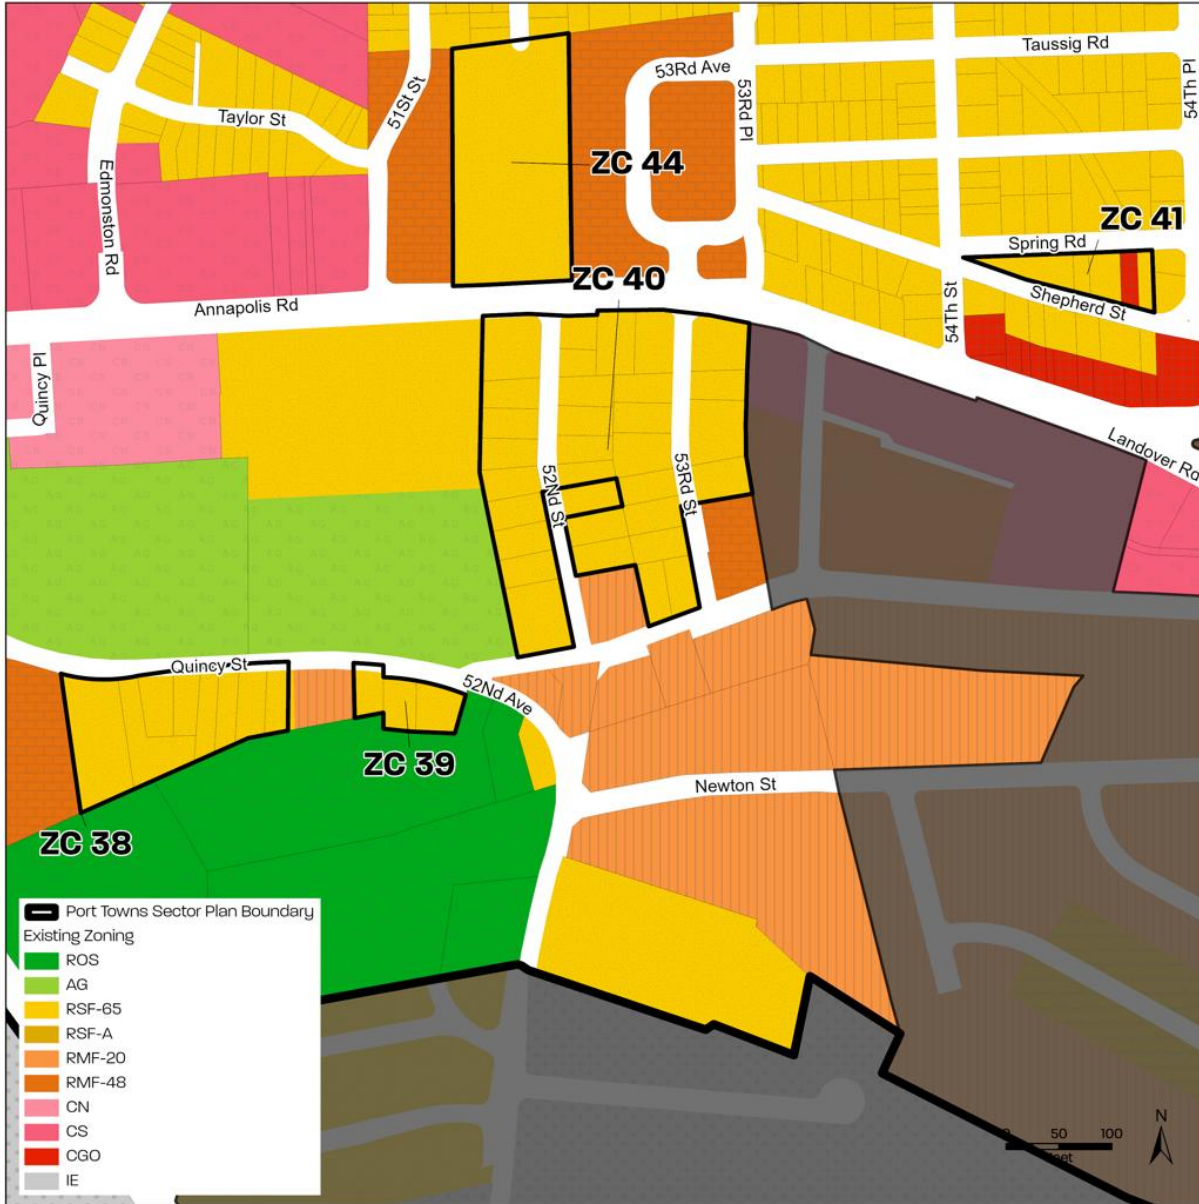 Taussig Rd
53Rd Ave
53Rd Pl
54Th Pl
51St St
Taylor St
ZC 44
Edmonston Rd
ZC 41
Spring Rd
ZC 40
Shepherd St
Annapolis Rd
54Th St
Quincy Pl
Landover Rd
52Nd St
53Rd St
Quincy St
52Nd Ave
ZC 39
Newton St
ZC 38
Port Towns Sector Plan Boundary
Existing Zoning
ROS
AG
RSF-65
RSF-A
RMF-20
RMF-48
CN
CS
CGO
IE
N
0 50 100